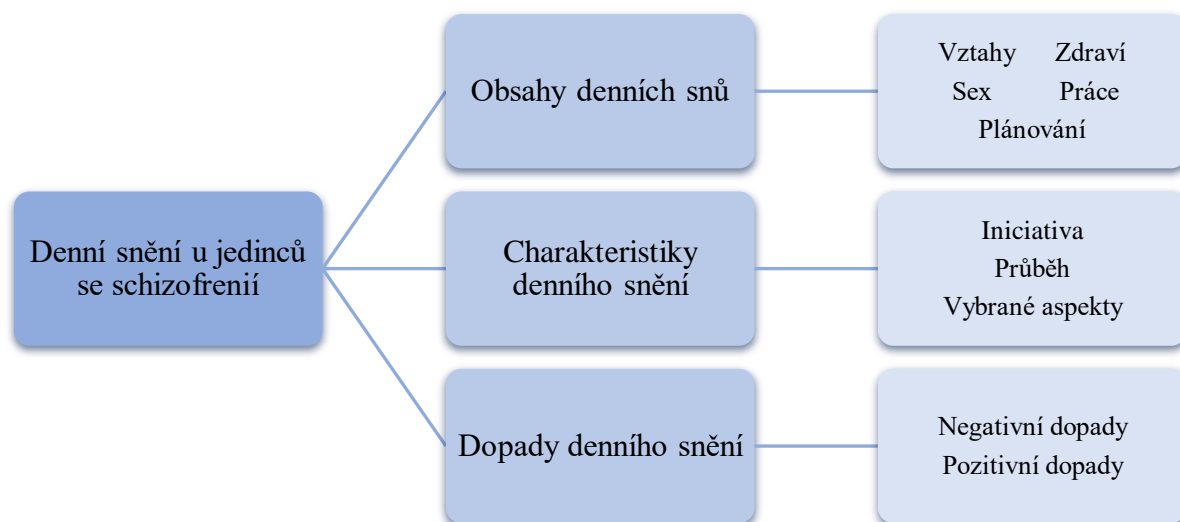 Denní snění u jedinců
se schizofrenií
Obsahy denních snů
Vztahy Zdraví
Sex Práce
Plánování
Charakteristiky
denního snění
Iniciativa
Průběh
Vybrané aspekty
Dopady denního snění
Negativní dopady
Pozitivní dopady